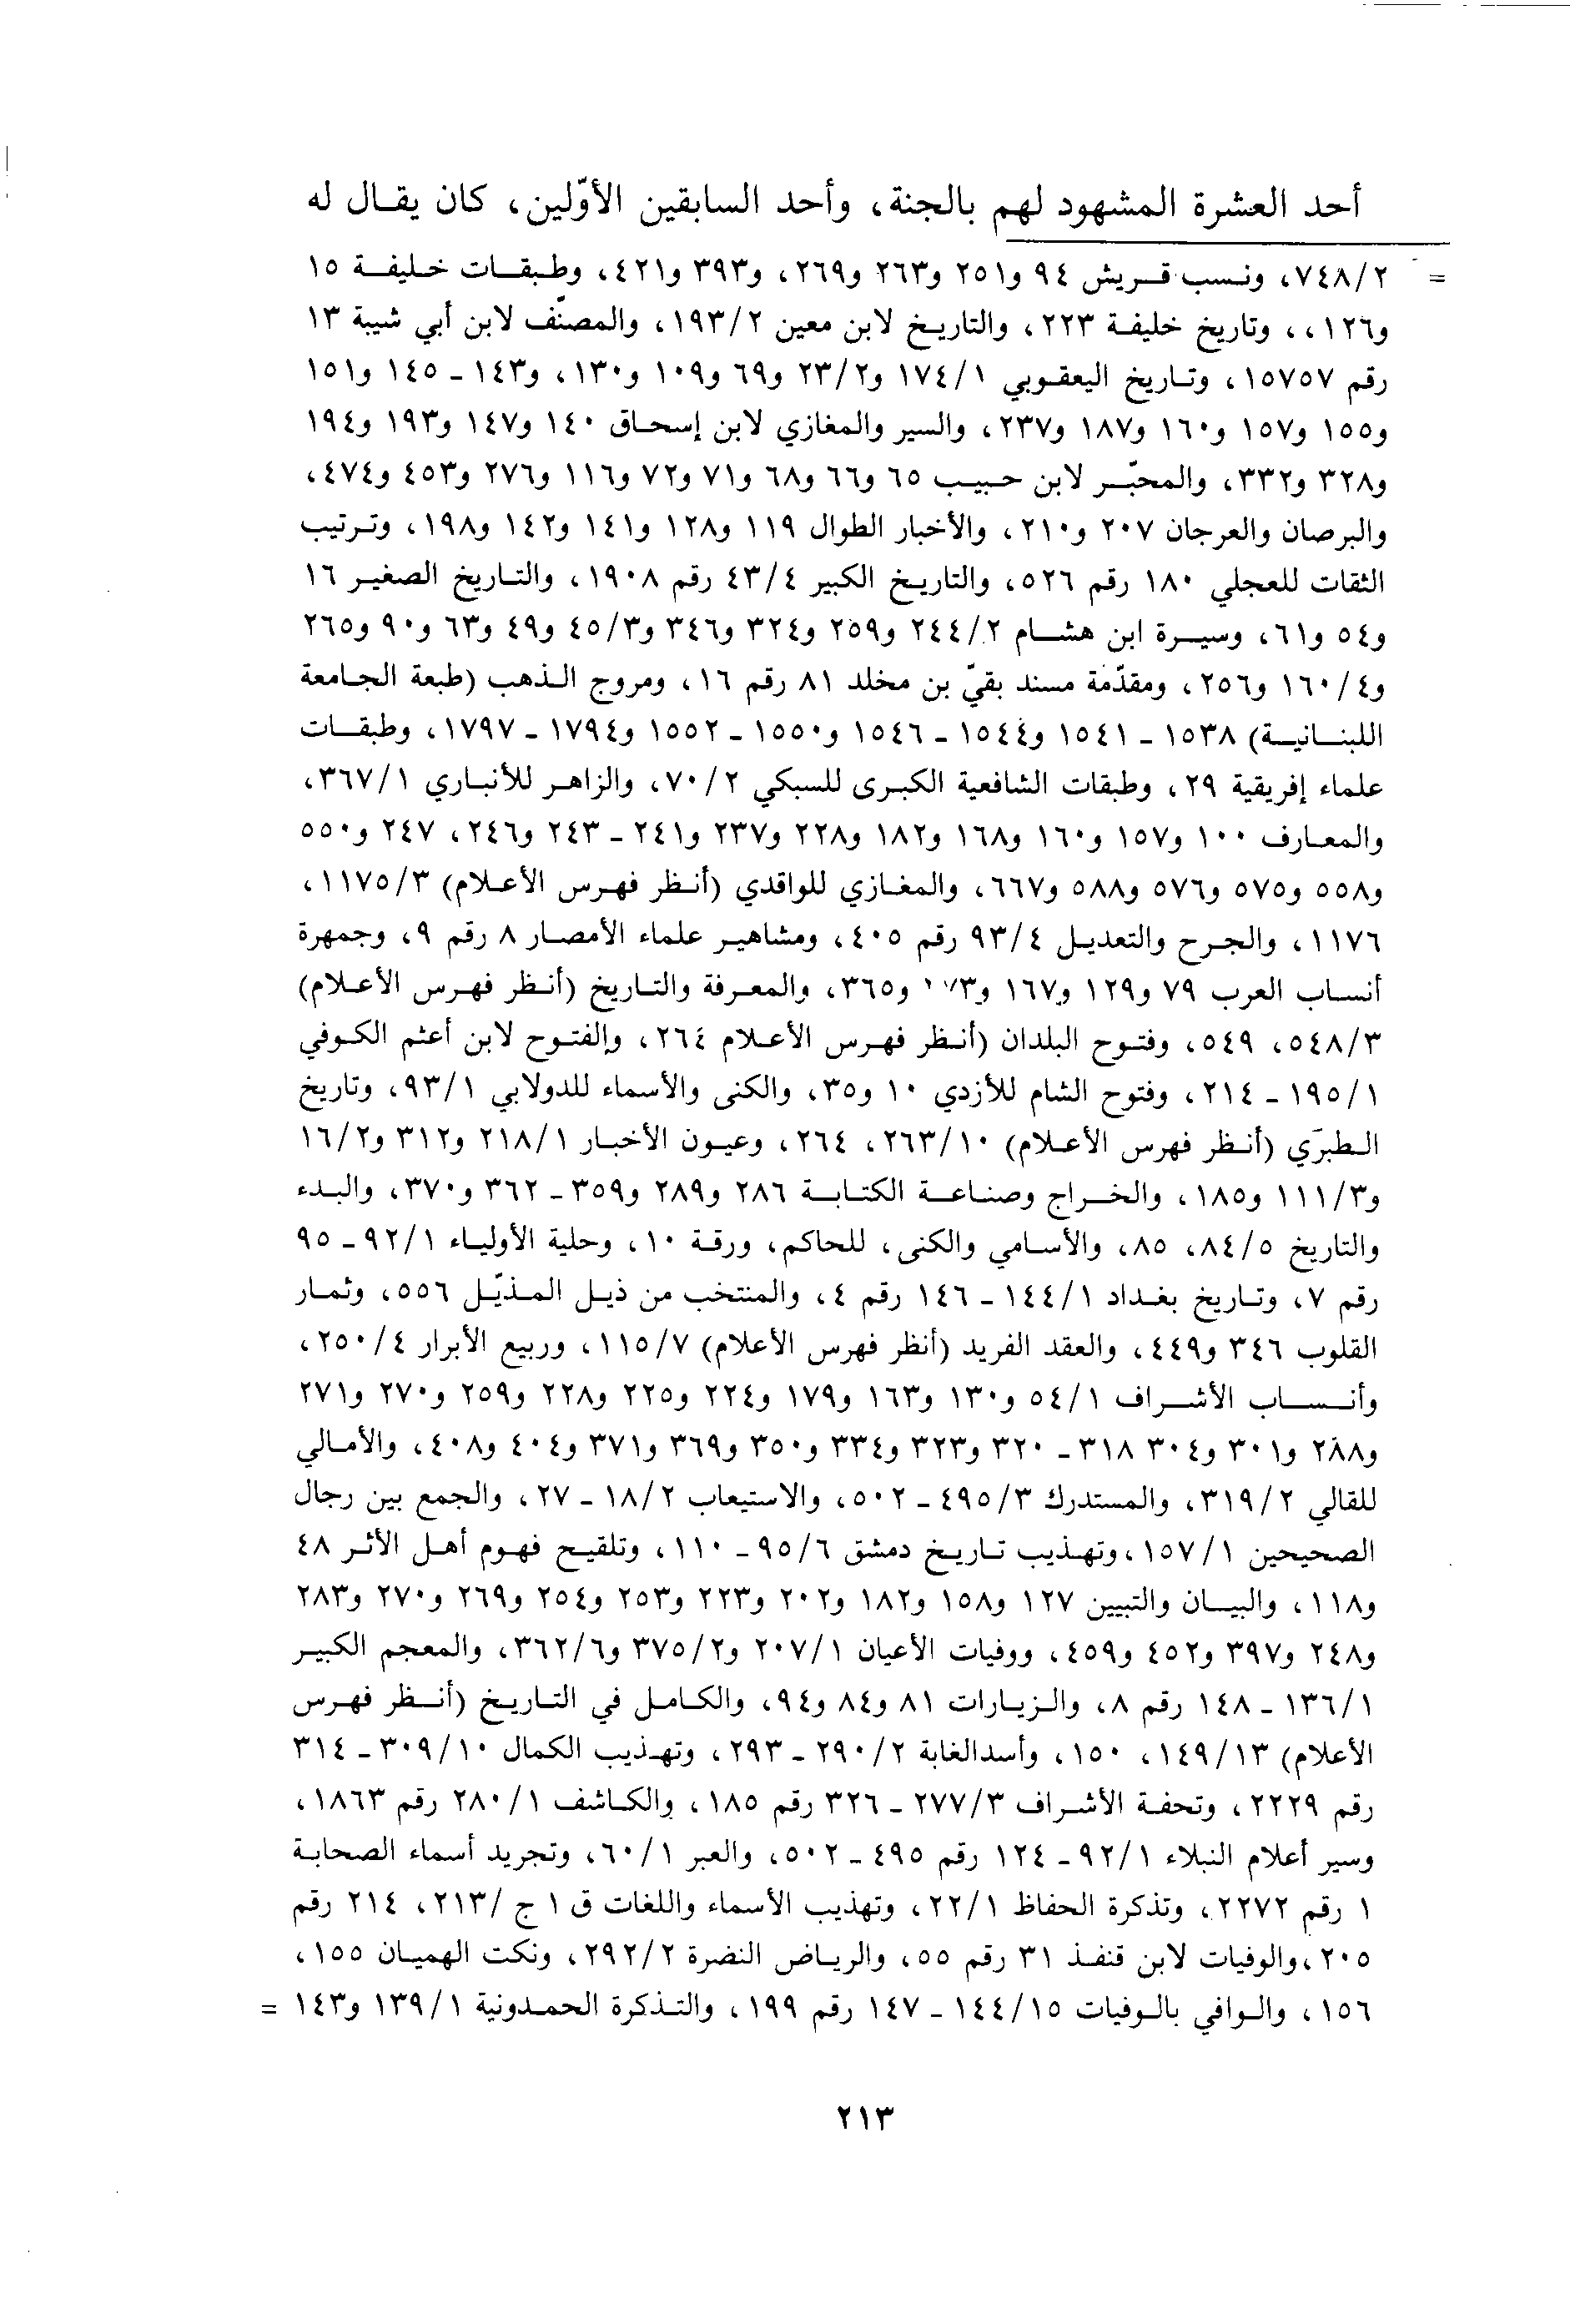 أحد العشرة المشهود لهم بالجنة، وأحد السابقين الأوّلين، كان يقال له
= ٧٤٨/٢، ونسب قريش ٩٤ و٢٥١ و٢٦٣ و٢٦٩، و٣٩٣ و٤٢١، وطبقات خليفة ١٥
و١٢٦،، وتاريخ خليفة ٢٢٣، والتاريخ لابن معين ١٩٣/٢، والمصنّف لابن أبي شيبة ١٣
رقم ١٥٧٥٧، وتاريخ اليعقوبي ١٧٤/١ و٢٣/٢ و٦٩ و١٠٩ و١٣٠، و١٤٣ - ١٤٥ و١٥١
و١٥٥ و١٥٧ و١٦٠ و١٨٧ و٢٣٧، والسير والمغازي لابن إسحاق ١٤٠ و١٤٧ و١٩٣ و١٩٤
و٣٢٨ و٣٣٢، والمحبّر لابن حبيب ٦٥ و٦٦ و٦٨ و٧١ و٧٢ و١١٦ و٢٧٦ و٤٥٣ و٤٧٤،
والبرصان والعرجان ٢٠٧ و٢١٠، والأخبار الطوال ١١٩ و١٢٨ و١٤١ و١٤٢ و١٩٨، وترتيب
الثقات للعجلي ١٨٠ رقم ٥٢٦، والتاريخ الكبير ٤٣/٤ رقم ١٩٠٨، والتاريخ الصغير ١٦
و٥٤ و٦١، وسيرة ابن هشام ٢٤٤/٢ و٢٥٩ و٣٢٤ و٣٤٦ و٤٥/٣ و٤٩ و٦٣ و٩٠ و٢٦٥
و١٦٠/٤ و٢٥٦، ومقدّمة مسند بقيّ بن مخلد ٨١ رقم ١٦، ومروج الذهب (طبعة الجامعة
اللبنانية) ١٥٣٨ - ١٥٤١ و١٥٤٤ - ١٥٤٦ و١٥٥٠ - ١٥٥٢ و١٧٩٤ - ١٧٩٧، وطبقات
علماء إفريقية ٢٩، وطبقات الشافعية الكبرى للسبكي ٧٠/٢، والزاهر للأنباري ٣٦٧/١،
والمعارف ١٠٠ و١٥٧ و١٦٠ و١٦٨ و١٨٢ و٢٢٨ و٢٣٧ و٢٤١ - ٢٤٣ و٢٤٦، ٢٤٧ و٥٥٠
و٥٥٨ و٥٧٥ و٥٧٦ و٥٨٨ و٦٦٧، والمغازي للواقدي (أنظر فهرس الأعلام) ١١٧٥/٣،
١١٧٦، والجرح والتعديل ٩٣/٤ رقم ٤٠٥، ومشاهير علماء الأمصار ٨ رقم ٩، وجمهرة
أنساب العرب ٧٩ و١٢٩ و١٦٧ و٣٦٥، والمعرفة والتاريخ (أنظر فهرس الأعلام)
٥٤٨/٣، ٥٤٩، وفتوح البلدان (أنظر فهرس الأعلام ٢٦٤، والفتوح لابن أعثم الكوفي
١٩٥/١ - ٢١٤، وفتوح الشام للأزدي ١٠ و٣٥، والكنى والأسماء للدولابي ٩٣/١، وتاريخ
الطبري (أنظر فهرس الأعلام) ٢٦٣/١٠، ٢٦٤، وعيون الأخبار ٢١٨/١ و٣١٢ و١٦/٢
و١١١/٣ و١٨٥، والخراج وصناعة الكتابة ٢٨٦ و٢٨٩ و٣٥٩ - ٣٦٢ و٣٧٠، والبدء
والتاريخ ٨٤/٥، ٨٥، والأسامي والكنى، للحاكم، ورقة ١٠، وحلية الأولياء ٩٢/١ - ٩٥
رقم ٧، وتاريخ بغداد ١٤٤/١ - ١٤٦ رقم ٤، والمنتخب من ذيل المذيّل ٥٥٦، وثمار
القلوب ٣٤٦ و٤٤٩، والعقد الفريد (أنظر فهرس الأعلام) ١١٥/٧، وربيع الأبرار ٢٥٠/٤،
وأنساب الأشراف ٥٤/١ و١٣٠ و١٦٣ و١٧٩ و٢٢٤ و٢٢٥ و٢٢٨ و٢٥٩ و٢٧٠ و٢٧١
و٢٨٨ و٣٠١ و٣٠٤ ٣١٨ - ٣٢٠ و٣٢٣ و٣٣٤ و٣٥٠ و٣٦٩ و٣٧١ و٤٠٤ و٤٠٨، والأمالي
للقالي ٣١٩/٢، والمستدرك ٤٩٥/٣ - ٥٠٢، والاستيعاب ١٨/٢ - ٢٧، والجمع بين رجال
الصحيحين ١٥٧/١، وتهذيب تاريخ دمشق ٩٥/٦ - ١١٠، وتلقيح فهوم أهل الأثر ٤٨
و١١٨، والبيان والتبيين ١٢٧ و١٥٨ و١٨٢ و٢٠٢ و٢٢٣ و٢٥٣ و٢٥٤ و٢٦٩ و٢٧٠ و٢٨٣
و٢٤٨ و٣٩٧ و٤٥٢ و٤٥٩، ووفيات الأعيان ٢٠٧/١ و٣٧٥/٢ و٣٦٢/٦، والمعجم الكبير
١٣٦/١ - ١٤٨ رقم ٨، والزيارات ٨١ و٨٤ و٩٤، والكامل في التاريخ (أنظر فهرس
الأعلام) ١٤٩/١٣، ١٥٠، وأسدالغابة ٢٩٠/٢ - ٢٩٣، وتهذيب الكمال ٣٠٩/١٠ - ٣١٤
رقم ٢٢٢٩، وتحفة الأشراف ٢٧٧/٣ - ٣٢٦ رقم ١٨٥، والكاشف ٢٨٠/١ رقم ١٨٦٣،
وسير أعلام النبلاء ٩٢/١ - ١٢٤ رقم ٤٩٥ - ٥٠٢، والعبر ٦٠/١، وتجريد أسماء الصحابة
١ رقم ٢٢٧٢، وتذكرة الحفاظ ٢٢/١، وتهذيب الأسماء واللغات ق ١ ج /٢١٣، ٢١٤ رقم
٢٠٥، والوفيات لابن قنفذ ٣١ رقم ٥٥، والرياض النضرة ٢٩٢/٢، ونكت الهميان ١٥٥،
١٥٦، والوافي بالوفيات ١٤٤/١٥ - ١٤٧ رقم ١٩٩، والتذكرة الحمدونية ١٣٩/١ و١٤٣ =
٢١٣